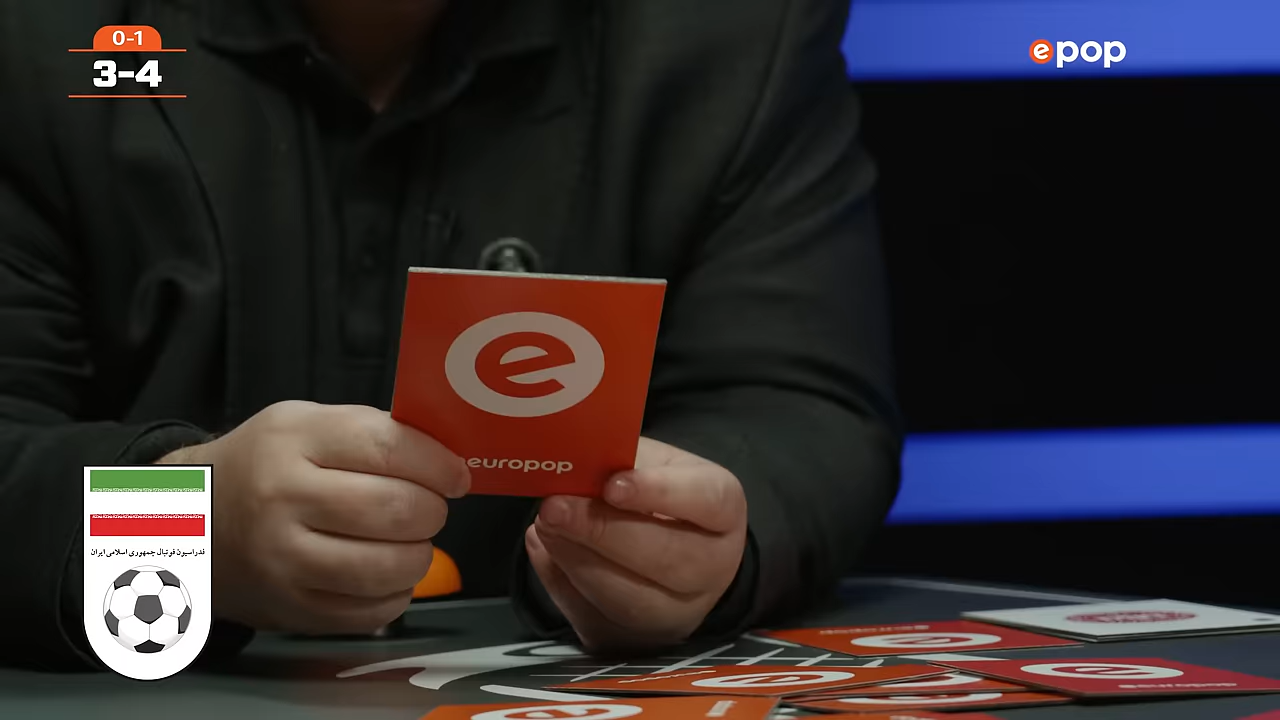 0-1
3-4
epop
e
europop
فدراسیون فوتبال جمهوری اسلامی ایران